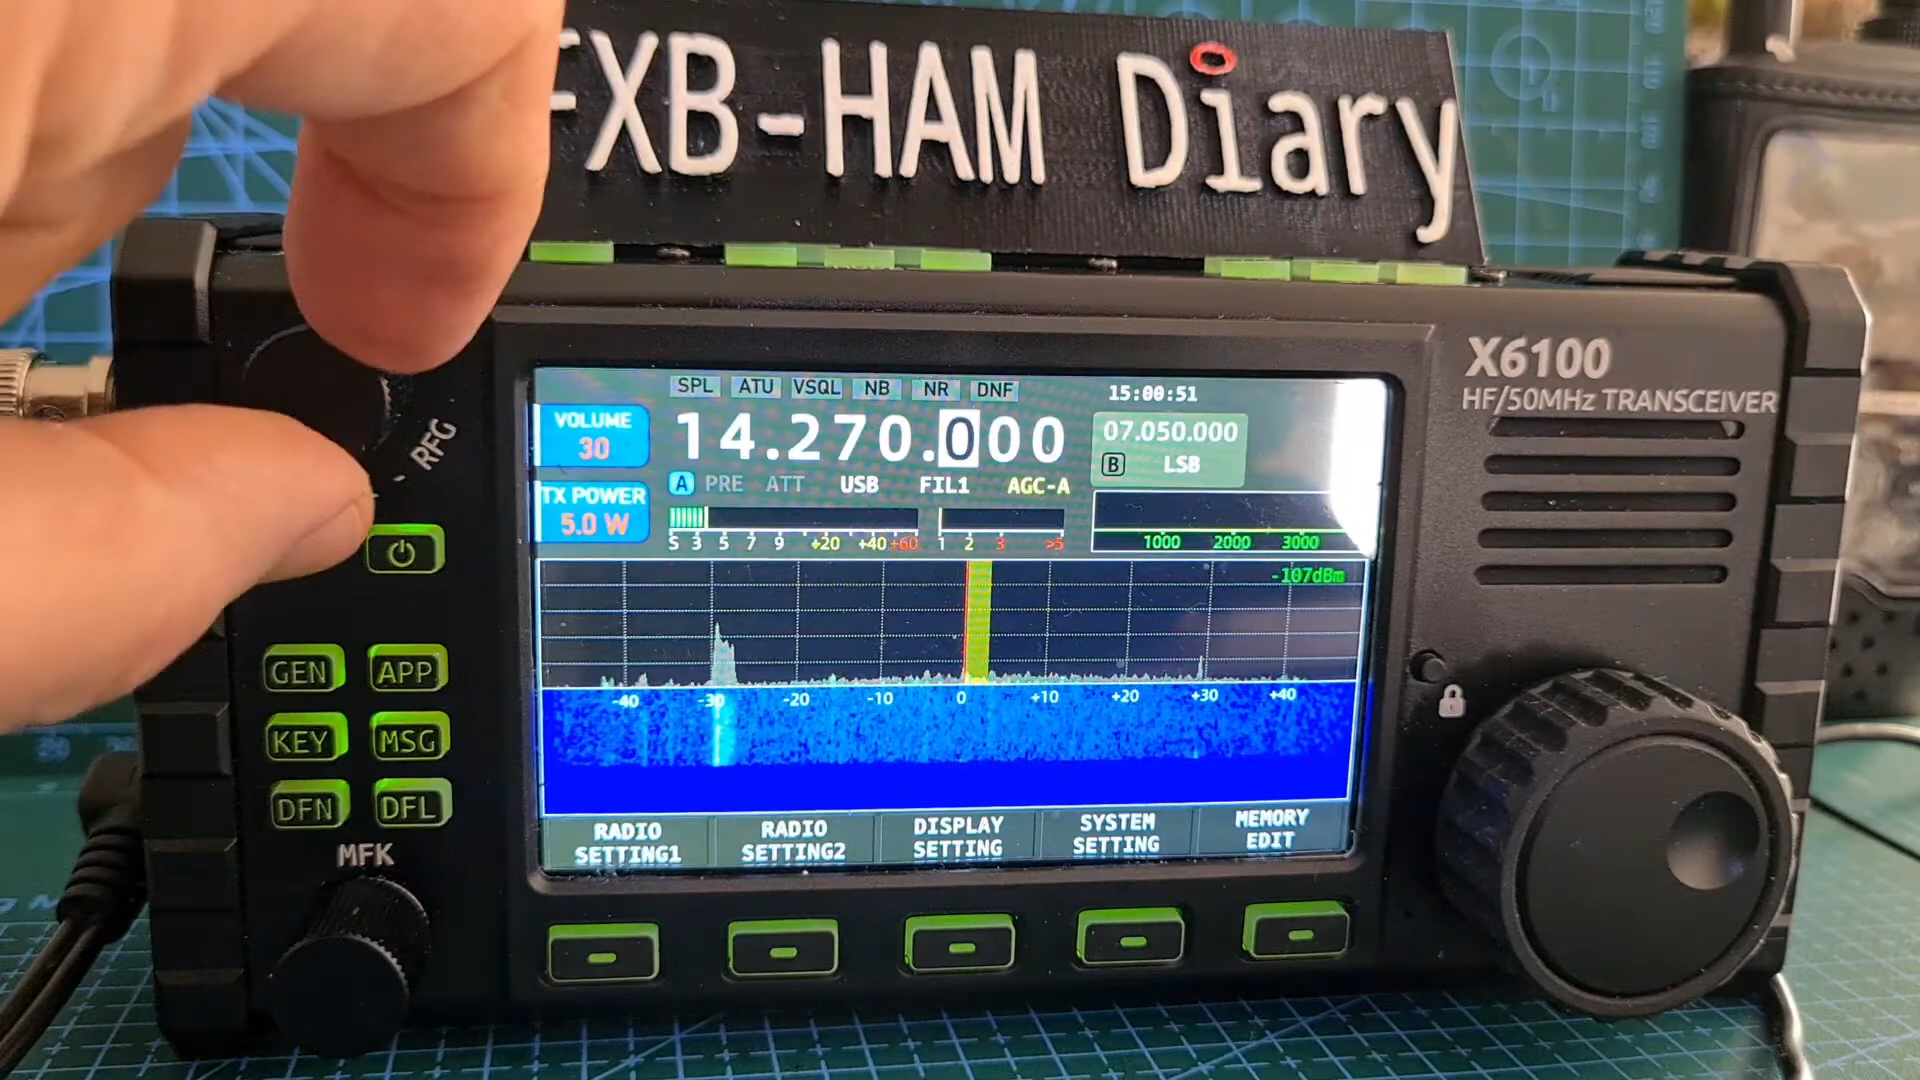 FXB-HAM Diary
X6100
HF/50MHz TRANSCEIVER
RFG
SPL ATU VSQL NB NR DNF 15:00:51
VOLUME
30
14.270.000
07.050.000
B LSB
A PRE ATT USB FIL1 AGC-A
TX POWER
5.0 W
S 3 5 7 9 +20 +40 +60 1 2 3 >5
1000 2000 3000
-107dBm
-40 -30 -20 -10 0 +10 +20 +30 +40
GEN APP
KEY MSG
DFN DFL
MFK
RADIO SETTING1
RADIO SETTING2
DISPLAY SETTING
SYSTEM SETTING
MEMORY EDIT